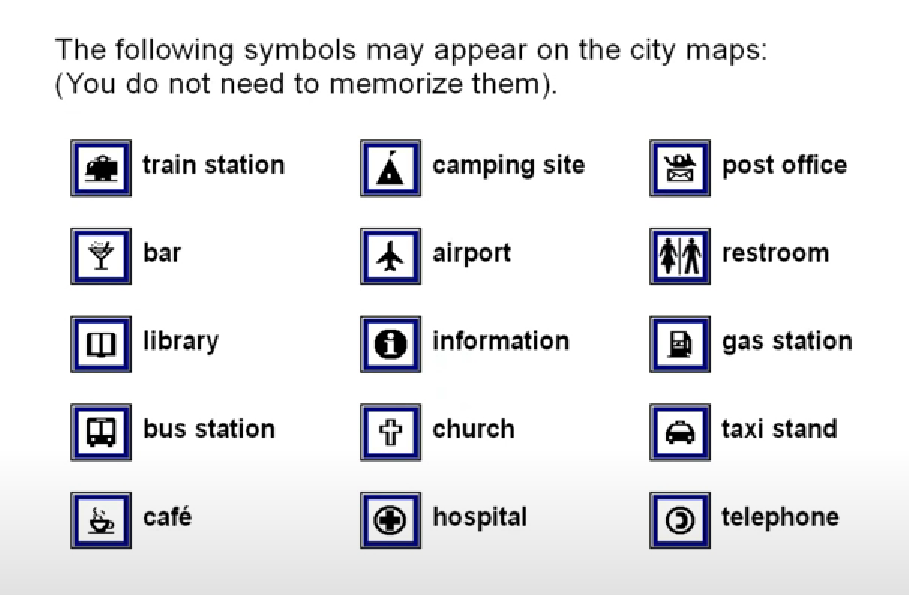 The following symbols may appear on the city maps:
(You do not need to memorize them).
train station
camping site
post office
bar
airport
restroom
library
information
gas station
bus station
church
taxi stand
café
hospital
telephone